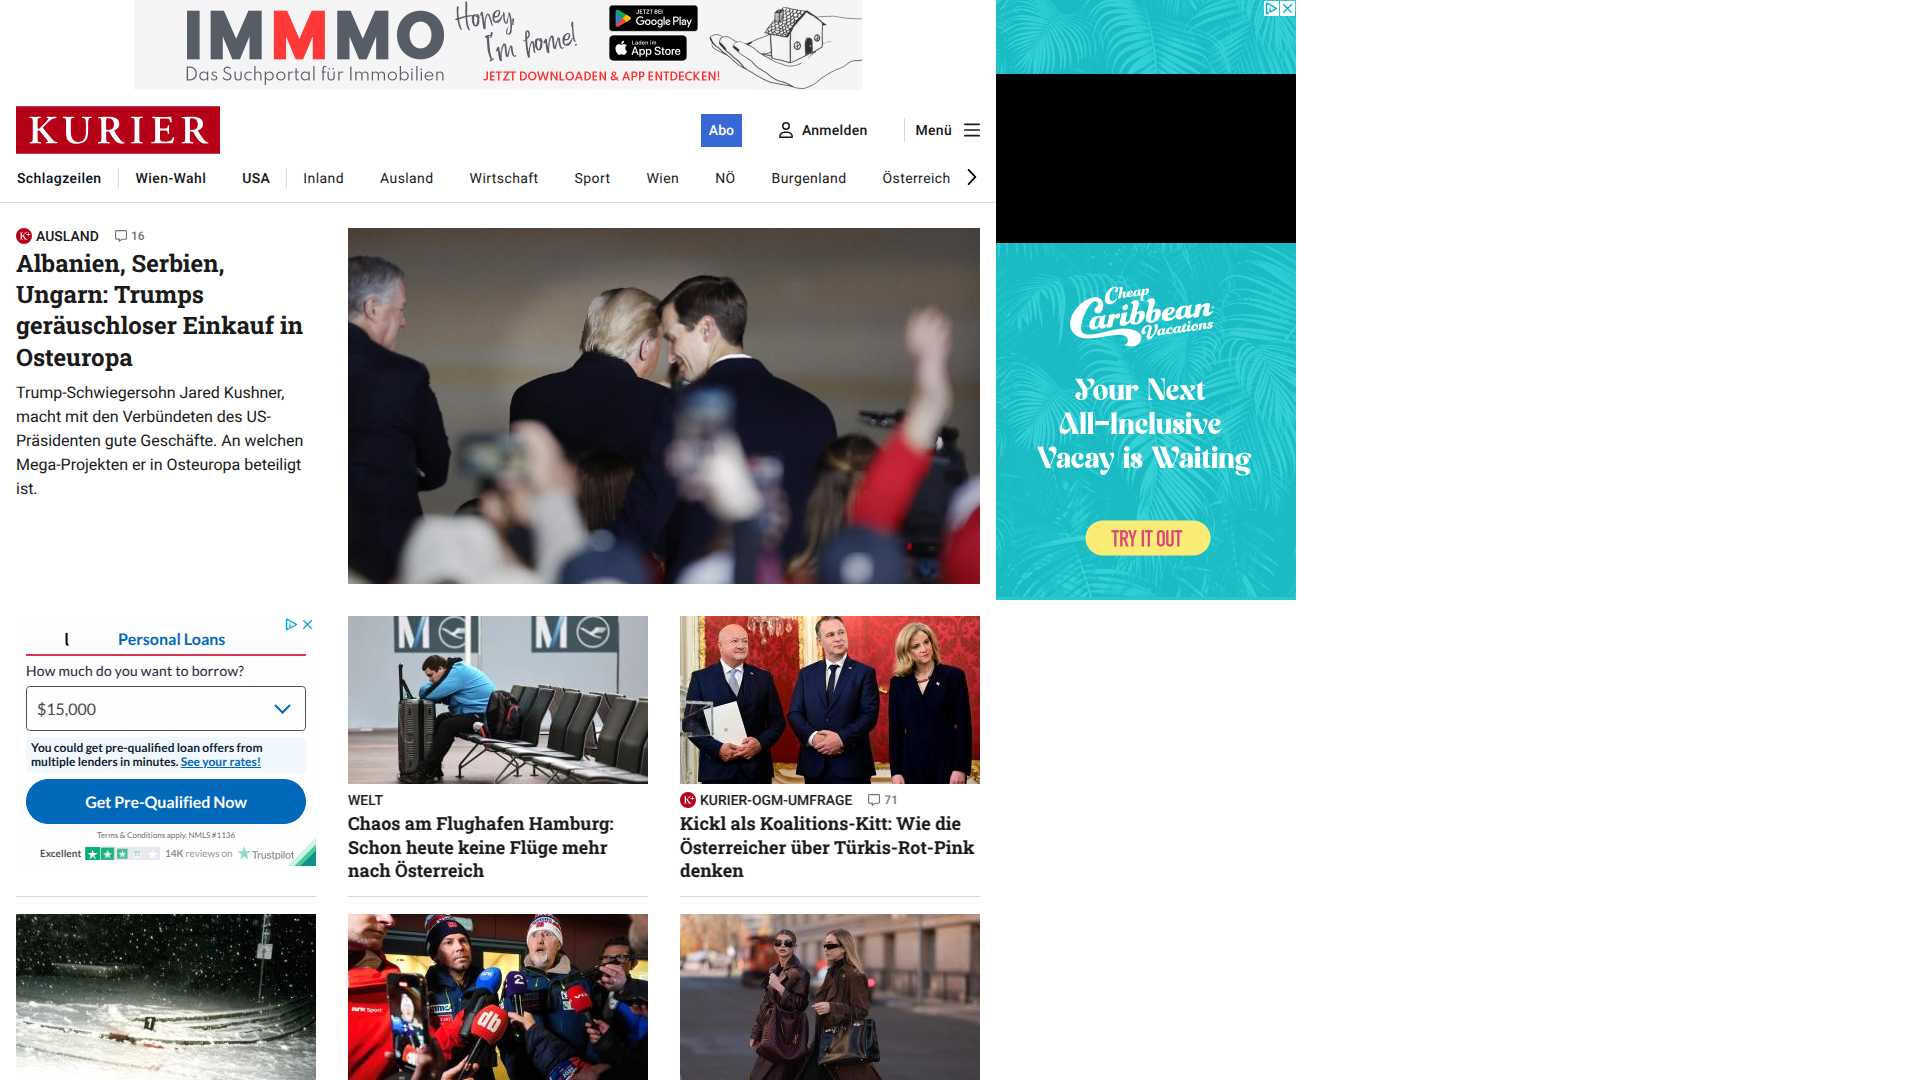 IMMMO
Das Suchportal für Immobilien
Honey,
I'm home!
JETZT BEI
Google Play
Laden im
App Store
JETZT DOWNLOADEN & APP ENTDECKEN!
KURIER
Abo
Anmelden
Menü
Schlagzeilen
Wien-Wahl
USA
Inland
Ausland
Wirtschaft
Sport
Wien
NÖ
Burgenland
Österreich
K+ AUSLAND 16
Albanien, Serbien,
Ungarn: Trumps
geräuschloser Einkauf in
Osteuropa
Trump-Schwiegersohn Jared Kushner,
macht mit den Verbündeten des US-
Präsidenten gute Geschäfte. An welchen
Mega-Projekten er in Osteuropa beteiligt
ist.
Cheap
Caribbean
Vacations
Your Next
All-Inclusive
Vacay is Waiting
TRY IT OUT
l
Personal Loans
How much do you want to borrow?
$15,000
You could get pre-qualified loan offers from
multiple lenders in minutes. See your rates!
Get Pre-Qualified Now
Terms & Conditions apply. NMLS #1136
Excellent
14K reviews on
Trustpilot
M
M
WELT
Chaos am Flughafen Hamburg:
Schon heute keine Flüge mehr
nach Österreich
K+ KURIER-OGM-UMFRAGE 71
Kickl als Koalitions-Kitt: Wie die
Österreicher über Türkis-Rot-Pink
denken
1
NRK Sport
2
db